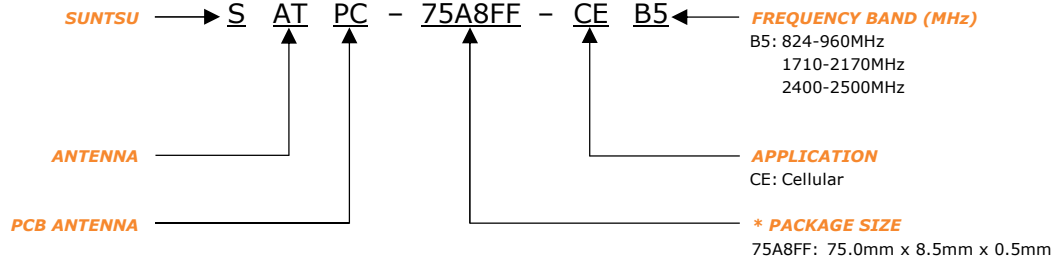 SUNTSU S AT PC - 75A8FF - CE B5 FREQUENCY BAND (MHz)
B5: 824-960MHz
1710-2170MHz
2400-2500MHz
ANTENNA
APPLICATION
CE: Cellular
PCB ANTENNA
* PACKAGE SIZE
75A8FF: 75.0mm x 8.5mm x 0.5mm